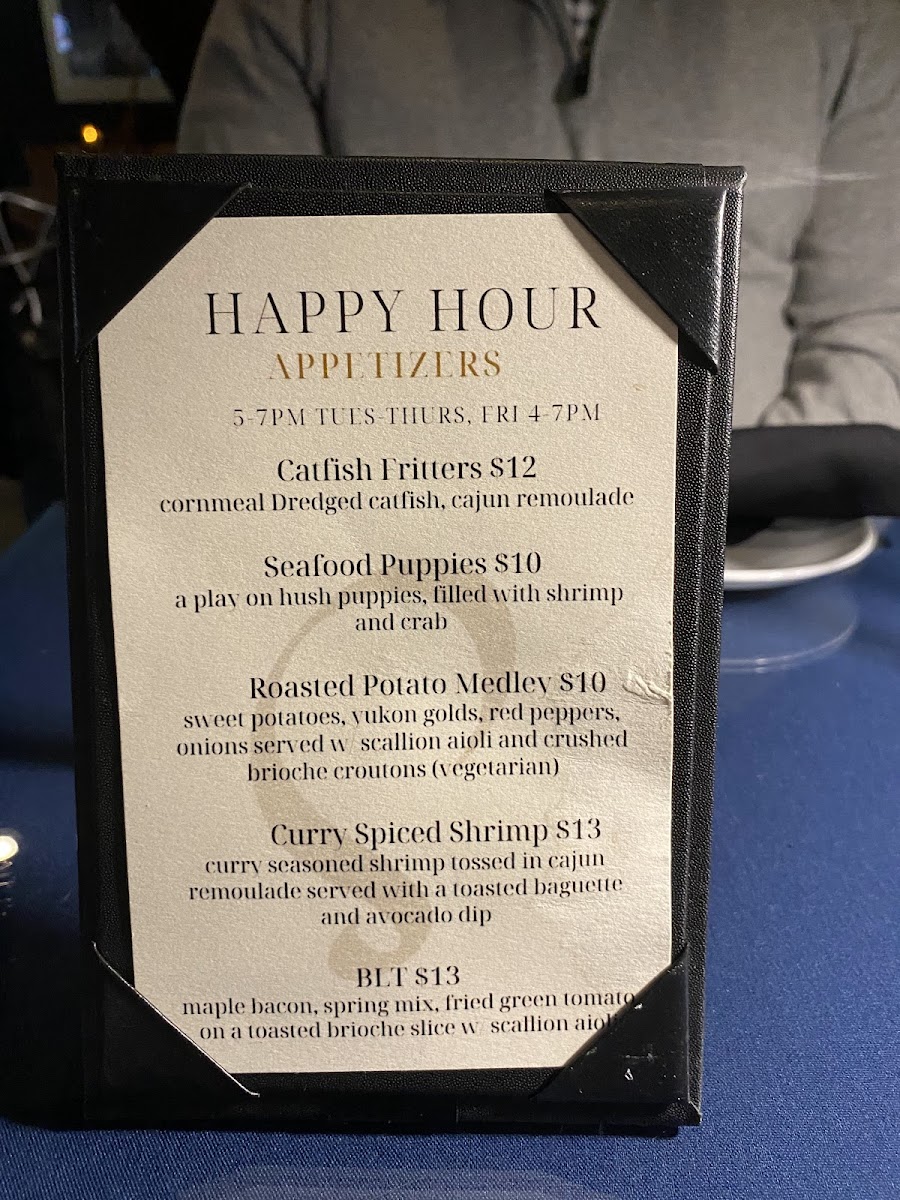 HAPPY HOUR
APPETIZERS
5-7PM TUES-THURS, FRI 4-7PM
Catfish Fritters $12
cornmeal Dredged catfish, cajun remoulade
Seafood Puppies $10
a play on hush puppies, filled with shrimp
and crab
Roasted Potato Medley $10
sweet potatoes, yukon golds, red peppers,
onions served w/ scallion aioli and crushed
brioche croutons (vegetarian)
Curry Spiced Shrimp $13
curry seasoned shrimp tossed in cajun
remoulade served with a toasted baguette
and avocado dip
BLT $13
maple bacon, spring mix, fried green tomato,
on a toasted brioche slice w/ scallion aioli